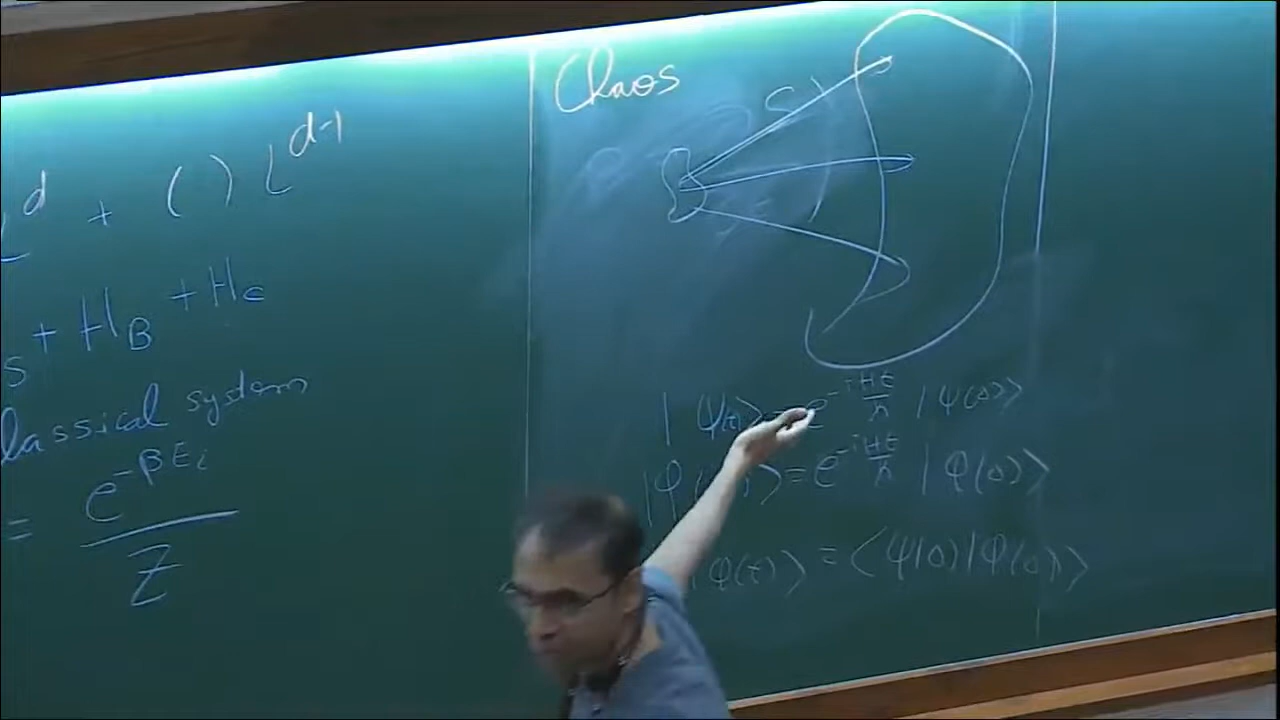 L^d + ( ) L^{d-1}
S + H_B + H_C
lassical system
= e^{-βE_i} / Z
Chaos
|ψ(t)⟩ = e^{-iHt/ħ} |ψ(0)⟩
|φ( ⟩ = e^{-iHt/ħ} |φ(0)⟩
φ(t)⟩ = ⟨ψ(0)|φ(0)⟩